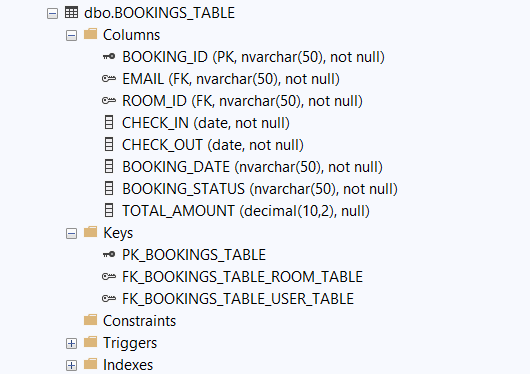 dbo.BOOKINGS_TABLE
Columns
BOOKING_ID (PK, nvarchar(50), not null)
EMAIL (FK, nvarchar(50), not null)
ROOM_ID (FK, nvarchar(50), not null)
CHECK_IN (date, not null)
CHECK_OUT (date, not null)
BOOKING_DATE (nvarchar(50), not null)
BOOKING_STATUS (nvarchar(50), not null)
TOTAL_AMOUNT (decimal(10,2), null)
Keys
PK_BOOKINGS_TABLE
FK_BOOKINGS_TABLE_ROOM_TABLE
FK_BOOKINGS_TABLE_USER_TABLE
Constraints
Triggers
Indexes